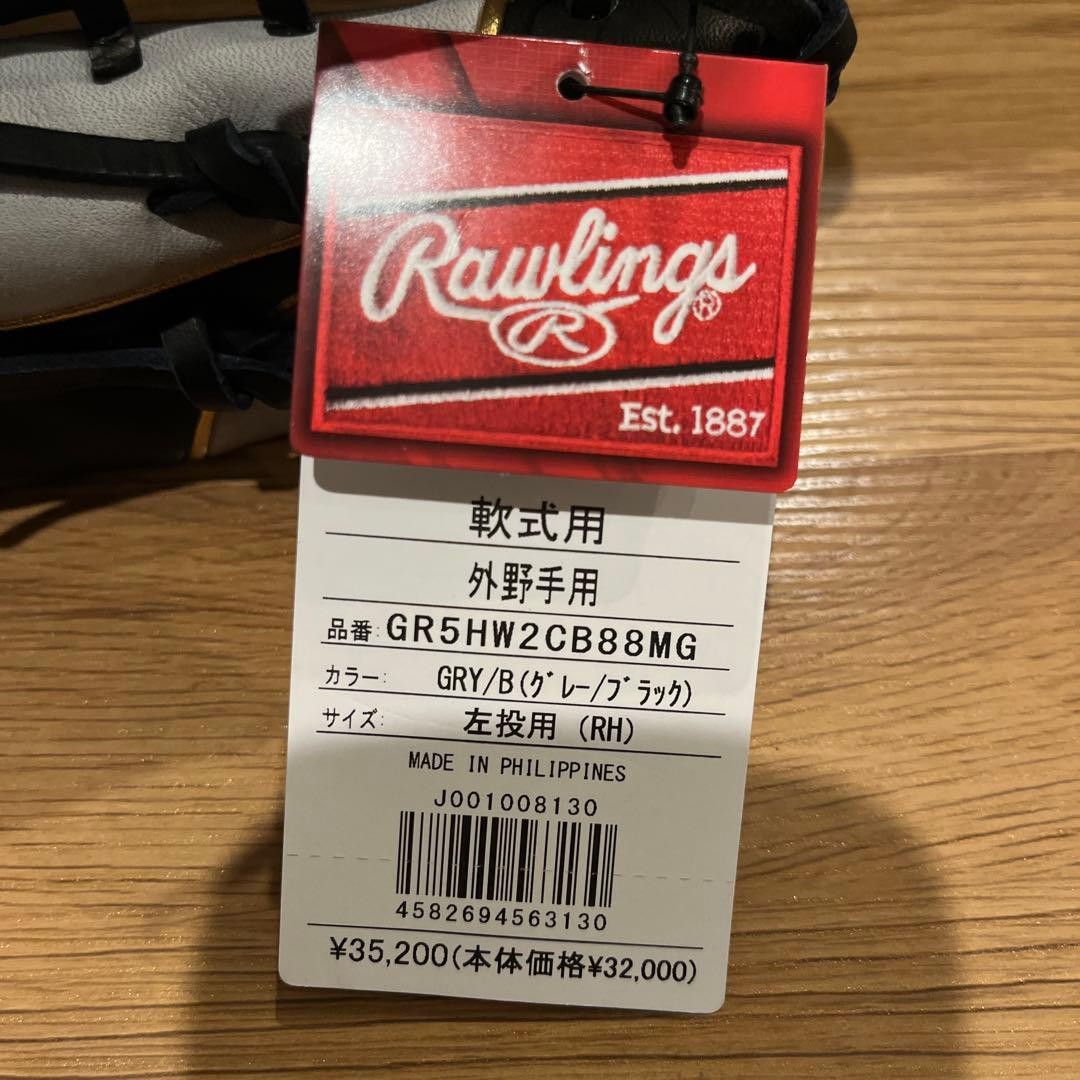 Rawlings®
R
Est. 1887
軟式用
外野手用
品番:GR5HW2CB88MG
カラー: GRY/B(グレー/ブラック)
サイズ: 左投用 (RH)
MADE IN PHILIPPINES
J001008130
4582694563130
¥35,200(本体価格¥32,000)